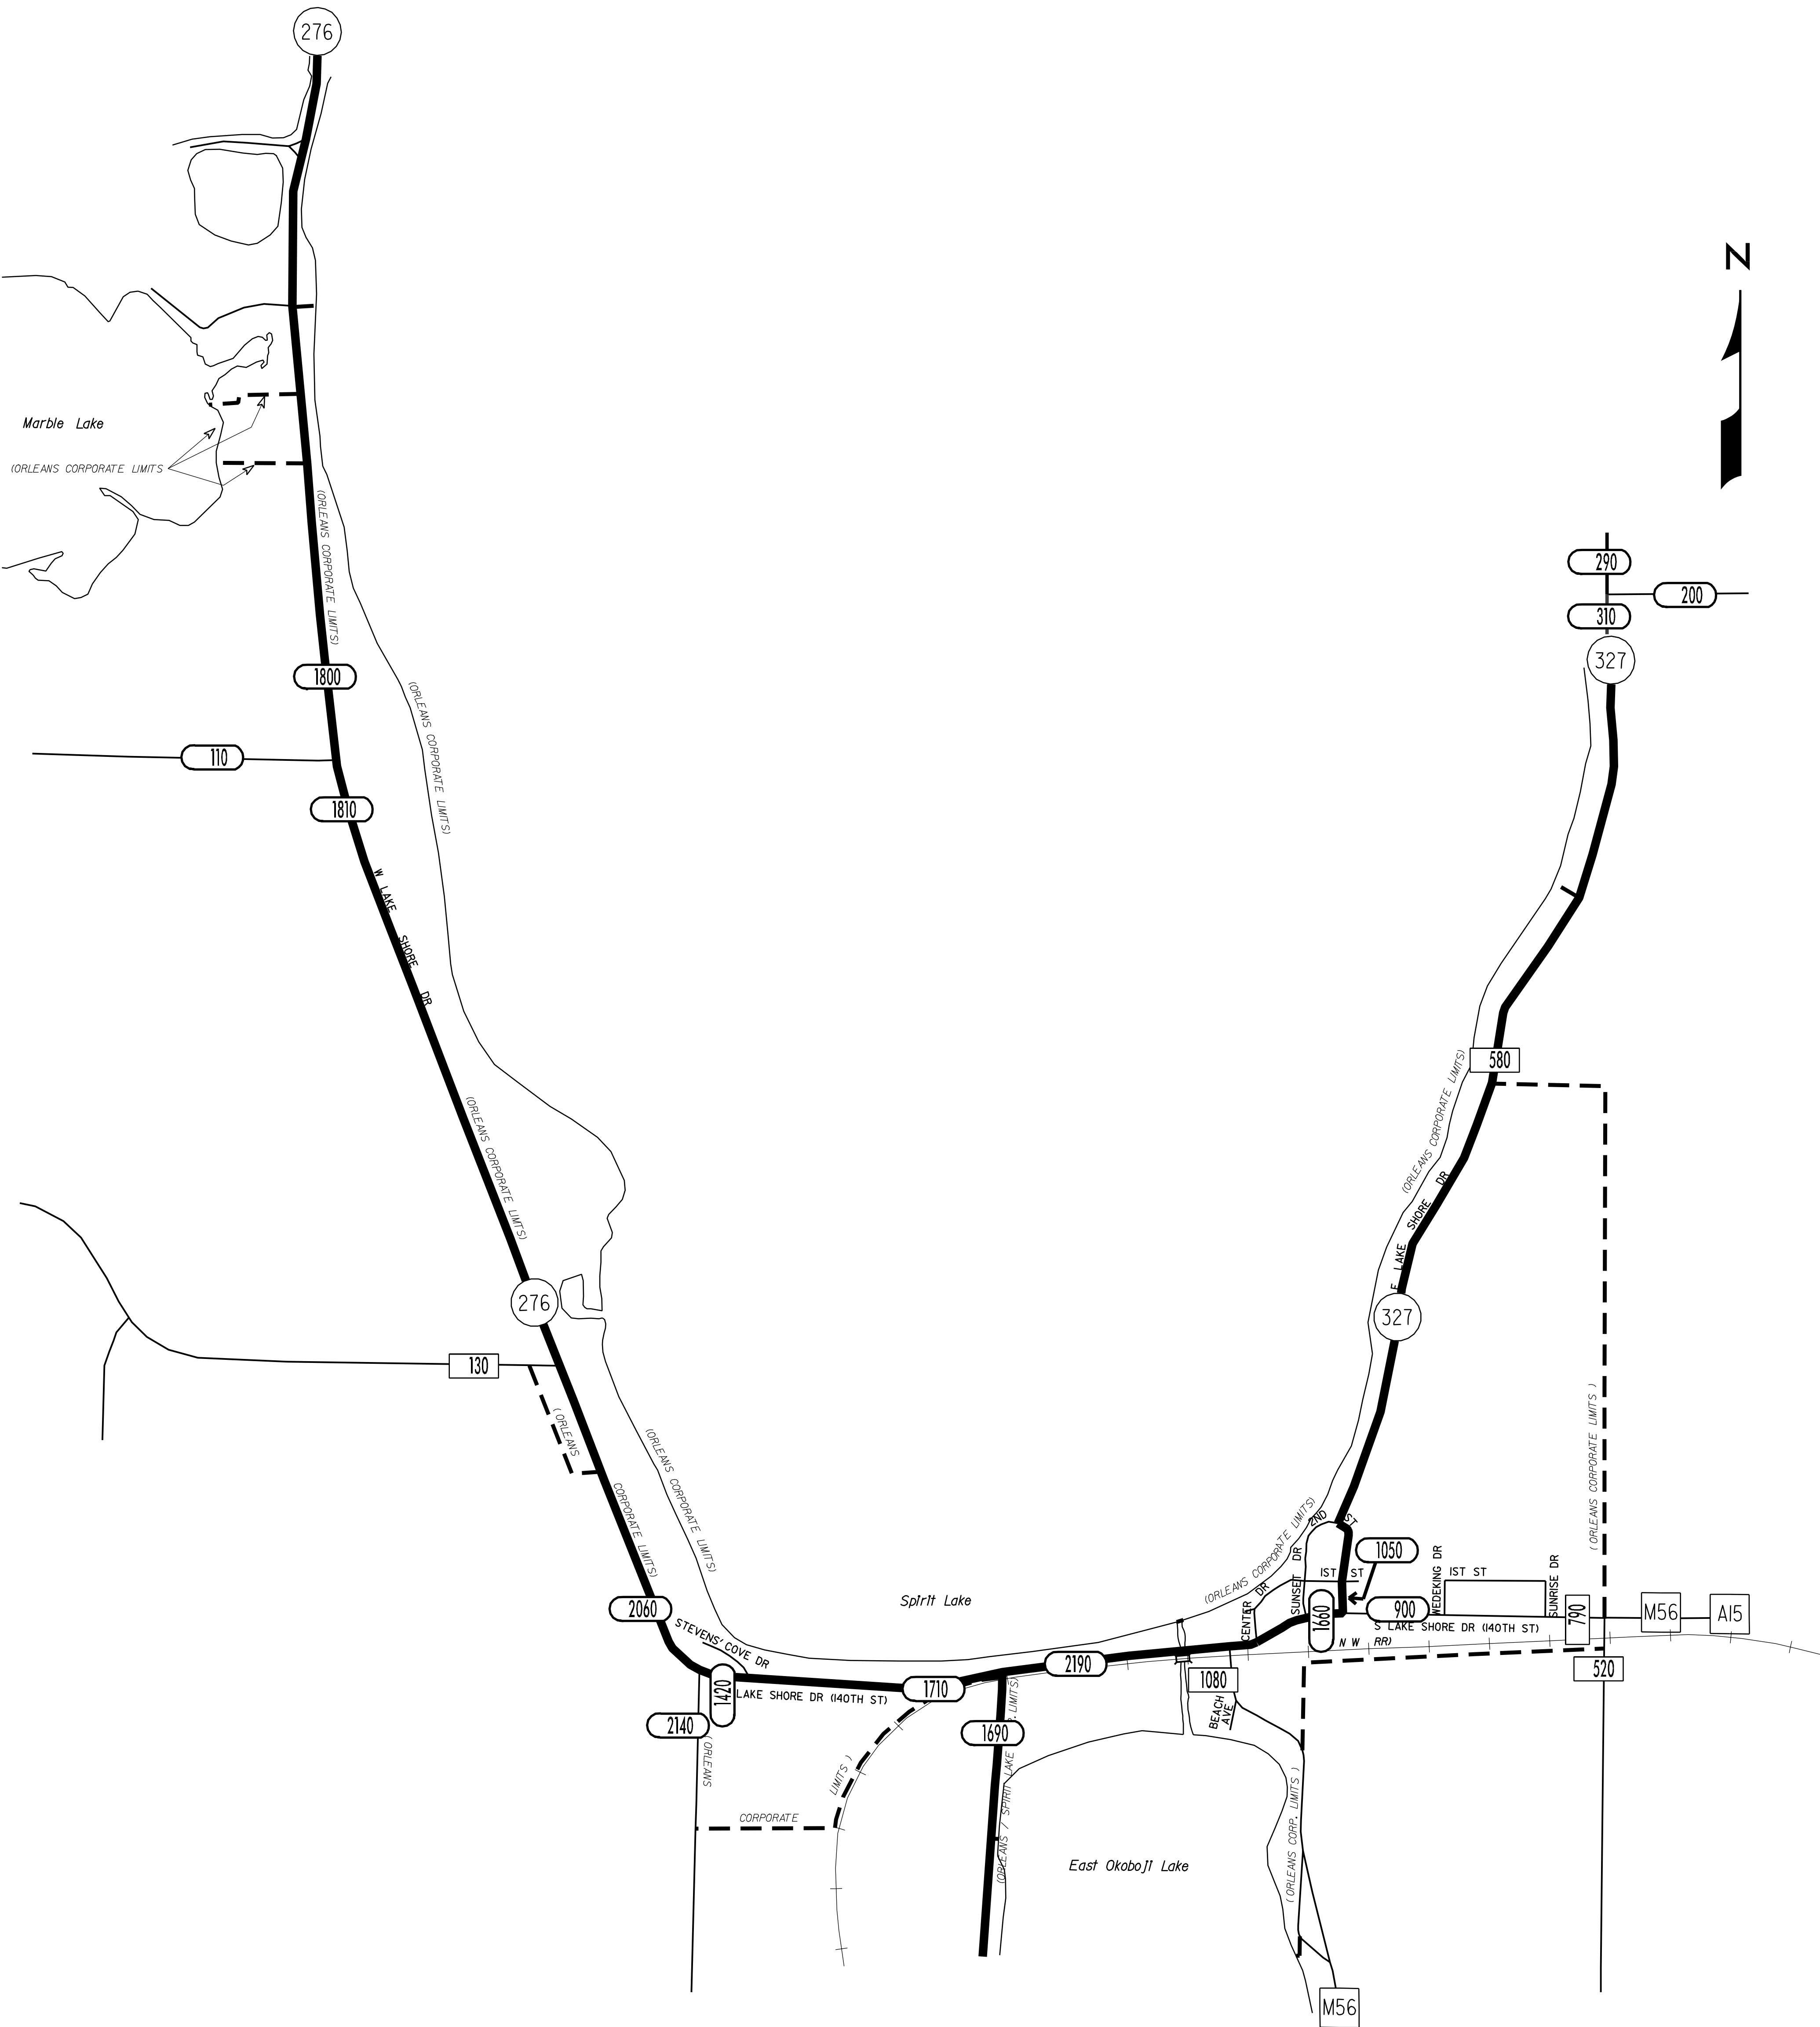 276
N
Marble Lake
(ORLEANS CORPORATE LIMITS
(ORLEANS CORPORATE LIMITS)
290
200
310
327
1800
(ORLEANS CORPORATE LIMITS)
110
1810
W LAKE SHORE DR
580
(ORLEANS CORPORATE LIMITS)
(ORLEANS CORPORATE LIMTS)
E LAKE SHORE DR
276
327
130
(ORLEANS
CORPORATE LIMITS)
(ORLEANS CORPORATE LIMITS)
(ORLEANS CORPORATE LIMITS)
(ORLEANS CORPORATE LIMITS)
2ND ST
1050
1ST ST
1ST ST
WEDEKING DR
SUNRISE DR
SUNSET DR
CENTER DR
Spirit Lake
2060
1660
900
790
M56
A15
S LAKE SHORE DR (140TH ST)
N W RR)
STEVENS' COVE DR
2190
520
1420
1710
1080
LAKE SHORE DR (140TH ST)
BEACH
AVE
2140
1690
(ORLEANS
CORPORATE
LIMITS )
(ORLEANS / SPIRIT LAKE
LIMITS)
(ORLEANS CORP. LIMITS )
East Okoboji Lake
M56